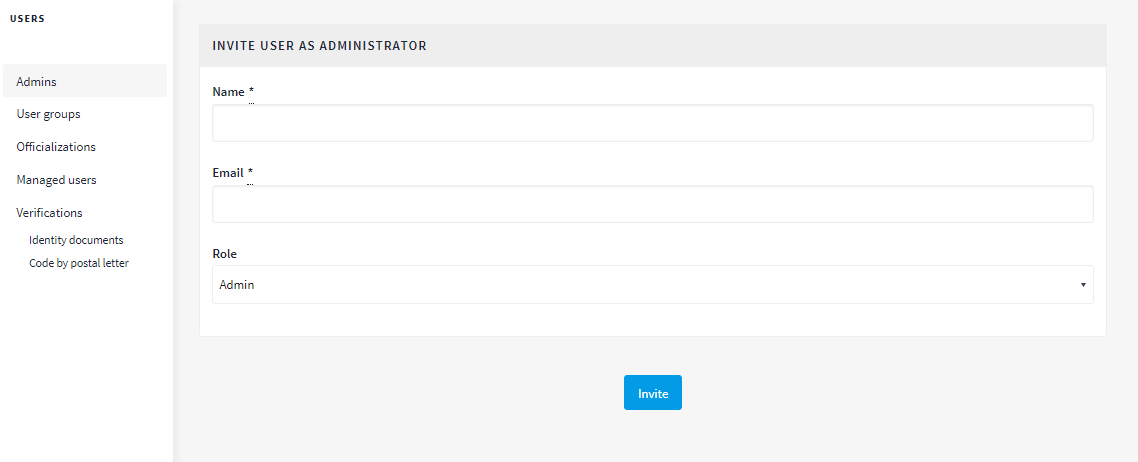 USERS
Admins
User groups
Officializations
Managed users
Verifications
Identity documents
Code by postal letter
INVITE USER AS ADMINISTRATOR
Name *
Email *
Role
Admin
Invite